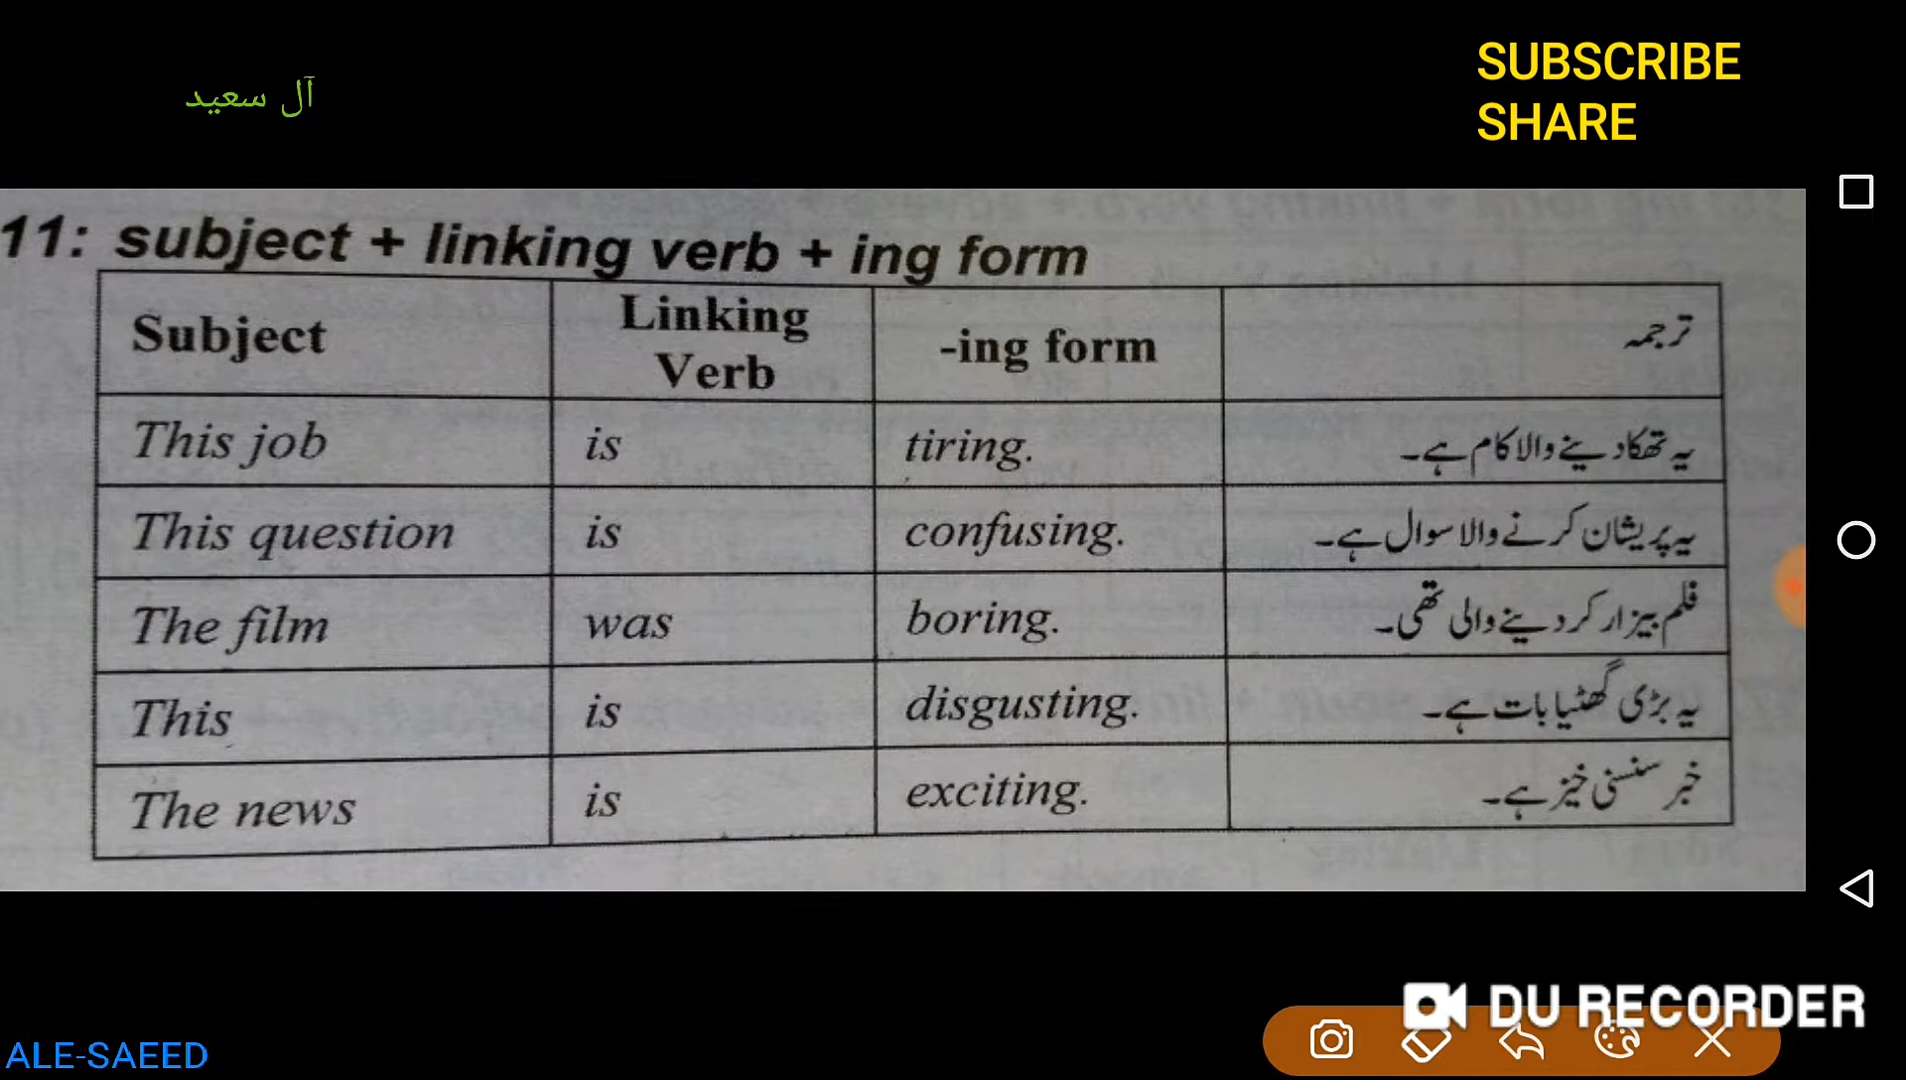 آل سعید
SUBSCRIBE
SHARE
11: subject + linking verb + ing form
Subject Linking Verb -ing form ترجمہ
This job is tiring. یہ تھکا دینے والا کام ہے۔
This question is confusing. یہ پریشان کرنے والا سوال ہے۔
The film was boring. فلم بیزار کر دینے والی تھی۔
This is disgusting. یہ بڑی گھٹیا بات ہے۔
The news is exciting. خبر سنسنی خیز ہے۔
DU RECORDER
ALE-SAEED